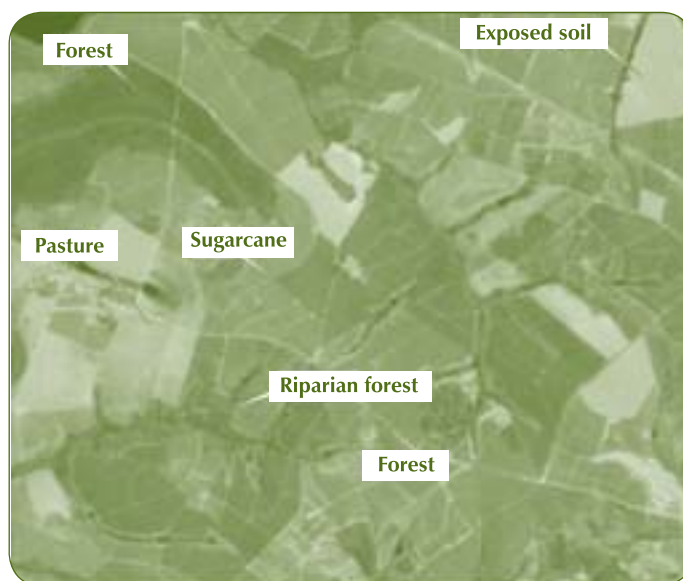 Forest
Exposed soil
Pasture
Sugarcane
Riparian forest
Forest